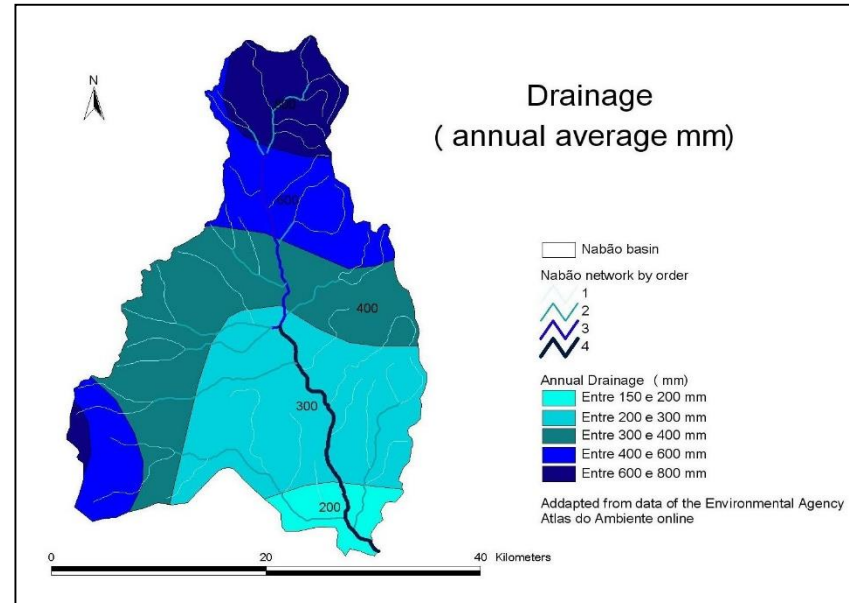 Drainage
( annual average mm)
N
600
400
300
200
Nabão basin
Nabão network by order
1
2
3
4
Annual Drainage (mm)
Entre 150 e 200 mm
Entre 200 e 300 mm
Entre 300 e 400 mm
Entre 400 e 600 mm
Entre 600 e 800 mm
Addapted from data of the Environmental Agency
Atlas do Ambiente online
0 20 40 Kilometers